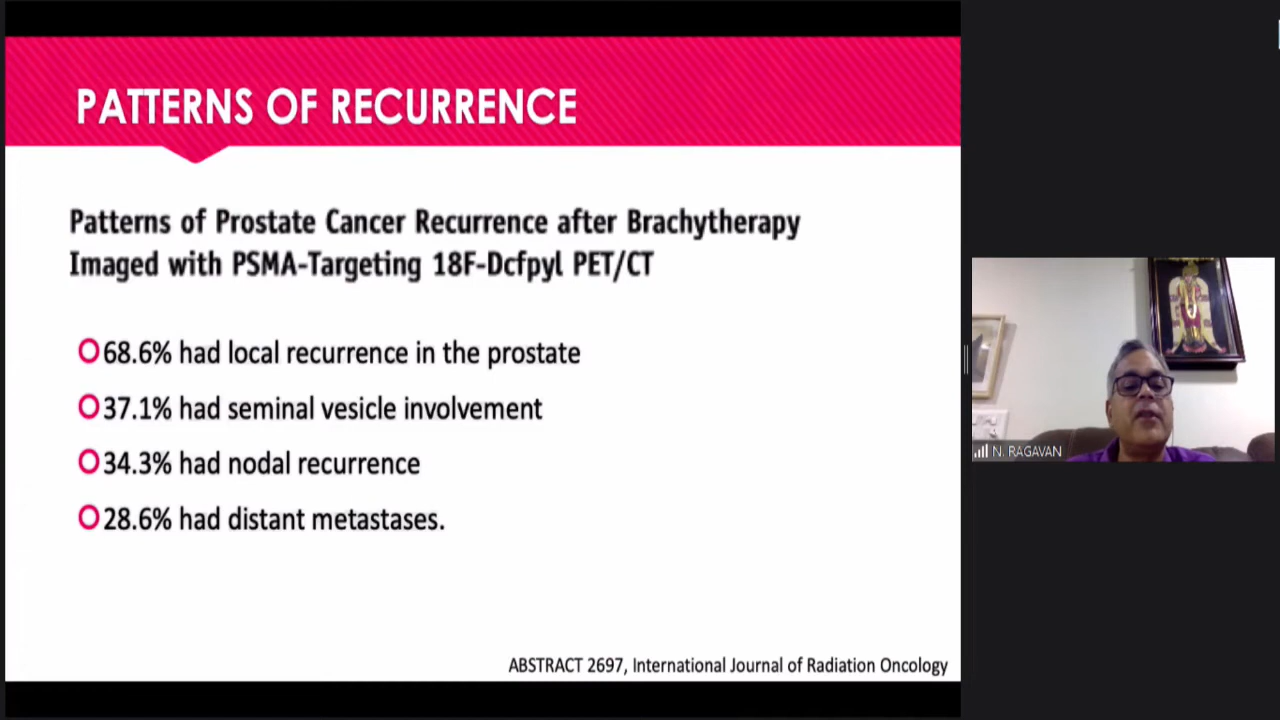 PATTERNS OF RECURRENCE
Patterns of Prostate Cancer Recurrence after Brachytherapy
Imaged with PSMA-Targeting 18F-Dcfpyl PET/CT
68.6% had local recurrence in the prostate
37.1% had seminal vesicle involvement
34.3% had nodal recurrence
28.6% had distant metastases.
ABSTRACT 2697, International Journal of Radiation Oncology
N. RAGAVAN